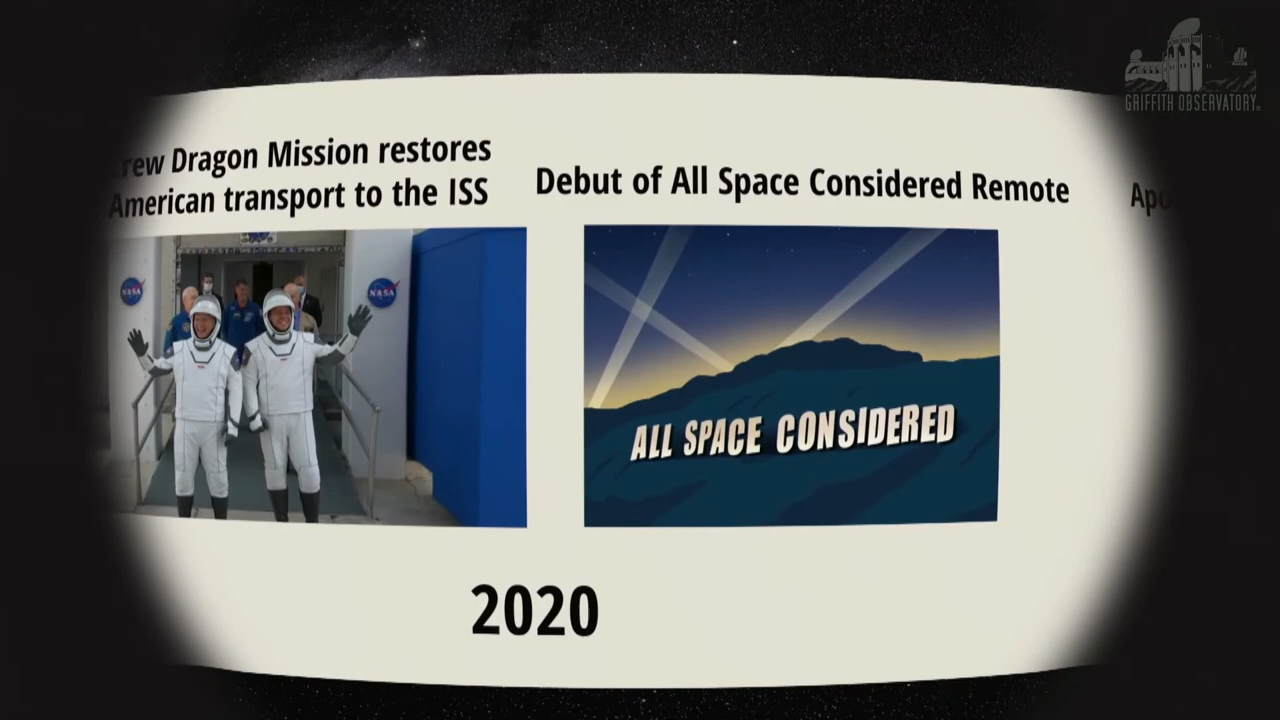 GRIFFITH OBSERVATORY
rew Dragon Mission restores
American transport to the ISS
Debut of All Space Considered Remote
Apo
NASA
NASA
ALL SPACE CONSIDERED
2020